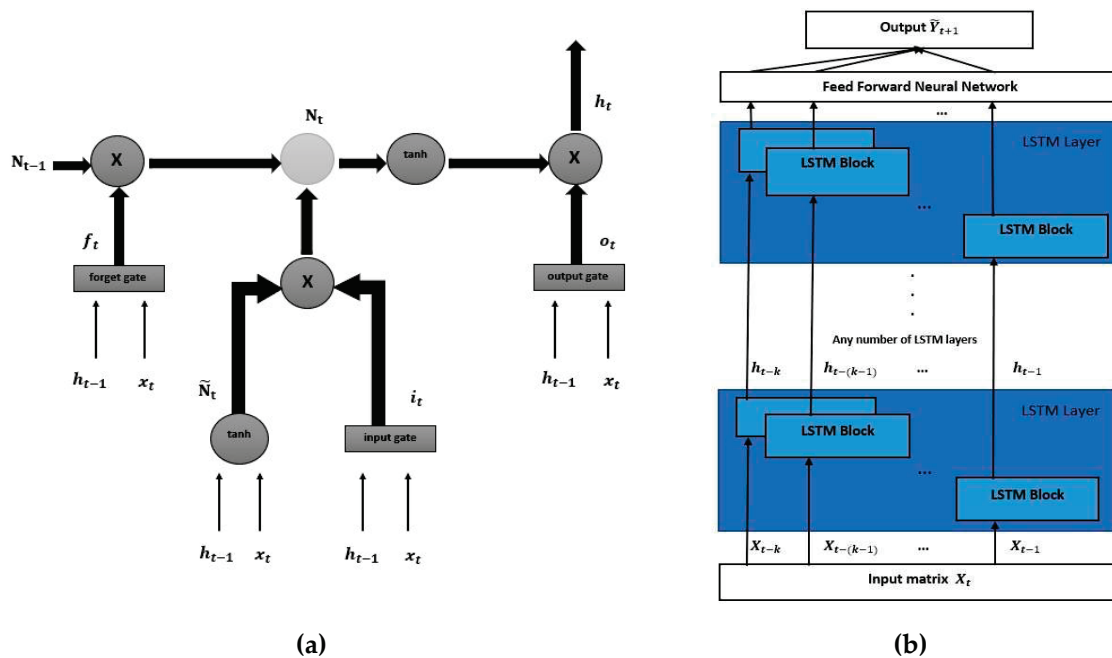 h_t
N_t
N_{t−1}
X
tanh
X
f_t
o_t
forget gate
X
output gate
h_{t−1} x_t
h_{t−1} x_t
Ñ_t
i_t
tanh
input gate
h_{t−1} x_t
h_{t−1} x_t
(a)
Output Ỹ_{t+1}
Feed Forward Neural Network
...
LSTM Layer
LSTM Block
...
LSTM Block
.
.
.
Any number of LSTM layers
h_{t−k} h_{t−(k−1)} ... h_{t−1}
LSTM Layer
LSTM Block
...
LSTM Block
X_{t−k} X_{t−(k−1)} ... X_{t−1}
Input matrix X_t
(b)